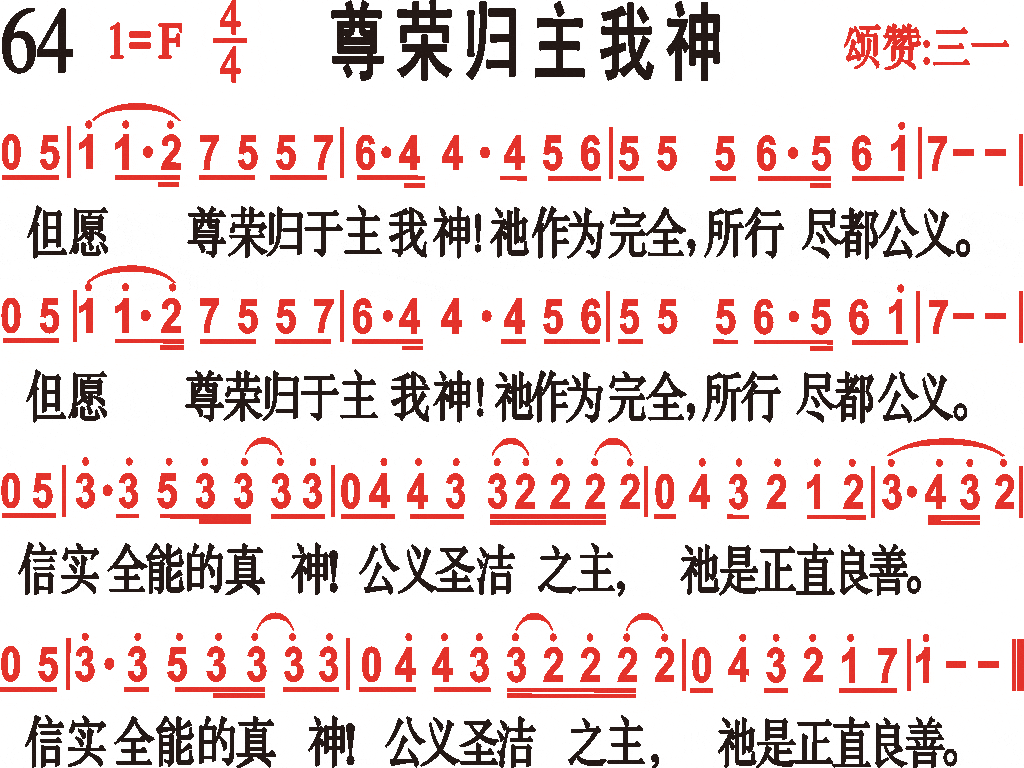 64 1=F 4/4 尊荣归主我神 颂赞:三一
0 5|1̇ 1̇·2̇ 7 5 5 7|6·4 4·4 5 6|5 5 5 6·5 6 1̇|7--|
但愿 尊荣归于主我神!祂作为完全,所行尽都公义。
0 5|1̇ 1̇·2̇ 7 5 5 7|6·4 4·4 5 6|5 5 5 6·5 6 1̇|7--|
但愿 尊荣归于主我神!祂作为完全,所行尽都公义。
0 5|3̇·3̇ 5̇ 3̇ 3̇ 3̇ 3̇|0 4̇ 4̇ 3̇ 3̇ 2̇ 2̇ 2̇ 2̇|0 4̇ 3̇ 2̇ 1̇ 2̇|3̇·4̇ 3̇ 2̇|
信实全能的真神!公义圣洁之主,祂是正直良善。
0 5|3̇·3̇ 5̇ 3̇ 3̇ 3̇ 3̇|0 4̇ 4̇ 3̇ 3̇ 2̇ 2̇ 2̇ 2̇|0 4̇ 3̇ 2̇ 1̇ 7|1̇--‖
信实全能的真神!公义圣洁之主,祂是正直良善。